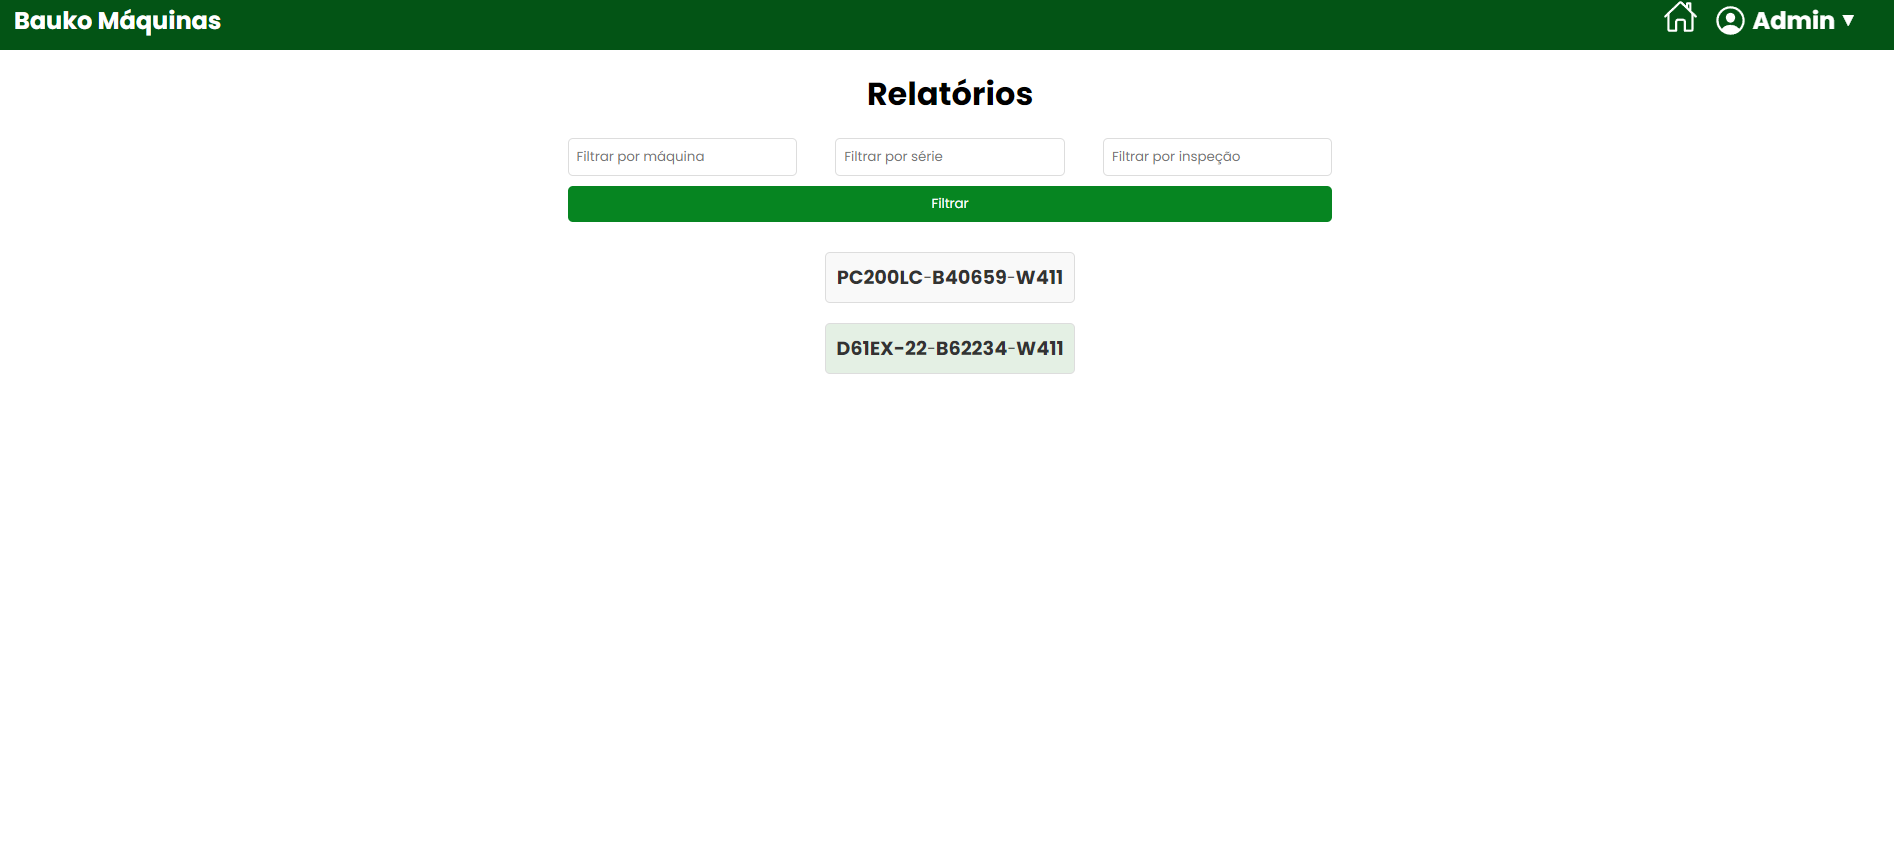 Bauko Máquinas
Admin ▼
Relatórios
Filtrar por máquina
Filtrar por série
Filtrar por inspeção
Filtrar
PC200LC-B40659-W411
D61EX-22-B62234-W411